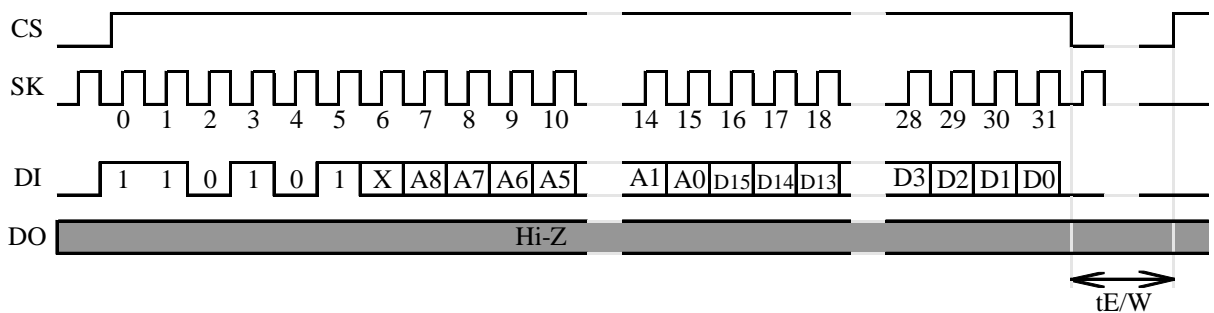 CS
SK
0 1 2 3 4 5 6 7 8 9 10 14 15 16 17 18 28 29 30 31
DI 1 1 0 1 0 1 X A8 A7 A6 A5 A1 A0 D15 D14 D13 D3 D2 D1 D0
DO Hi-Z
tE/W